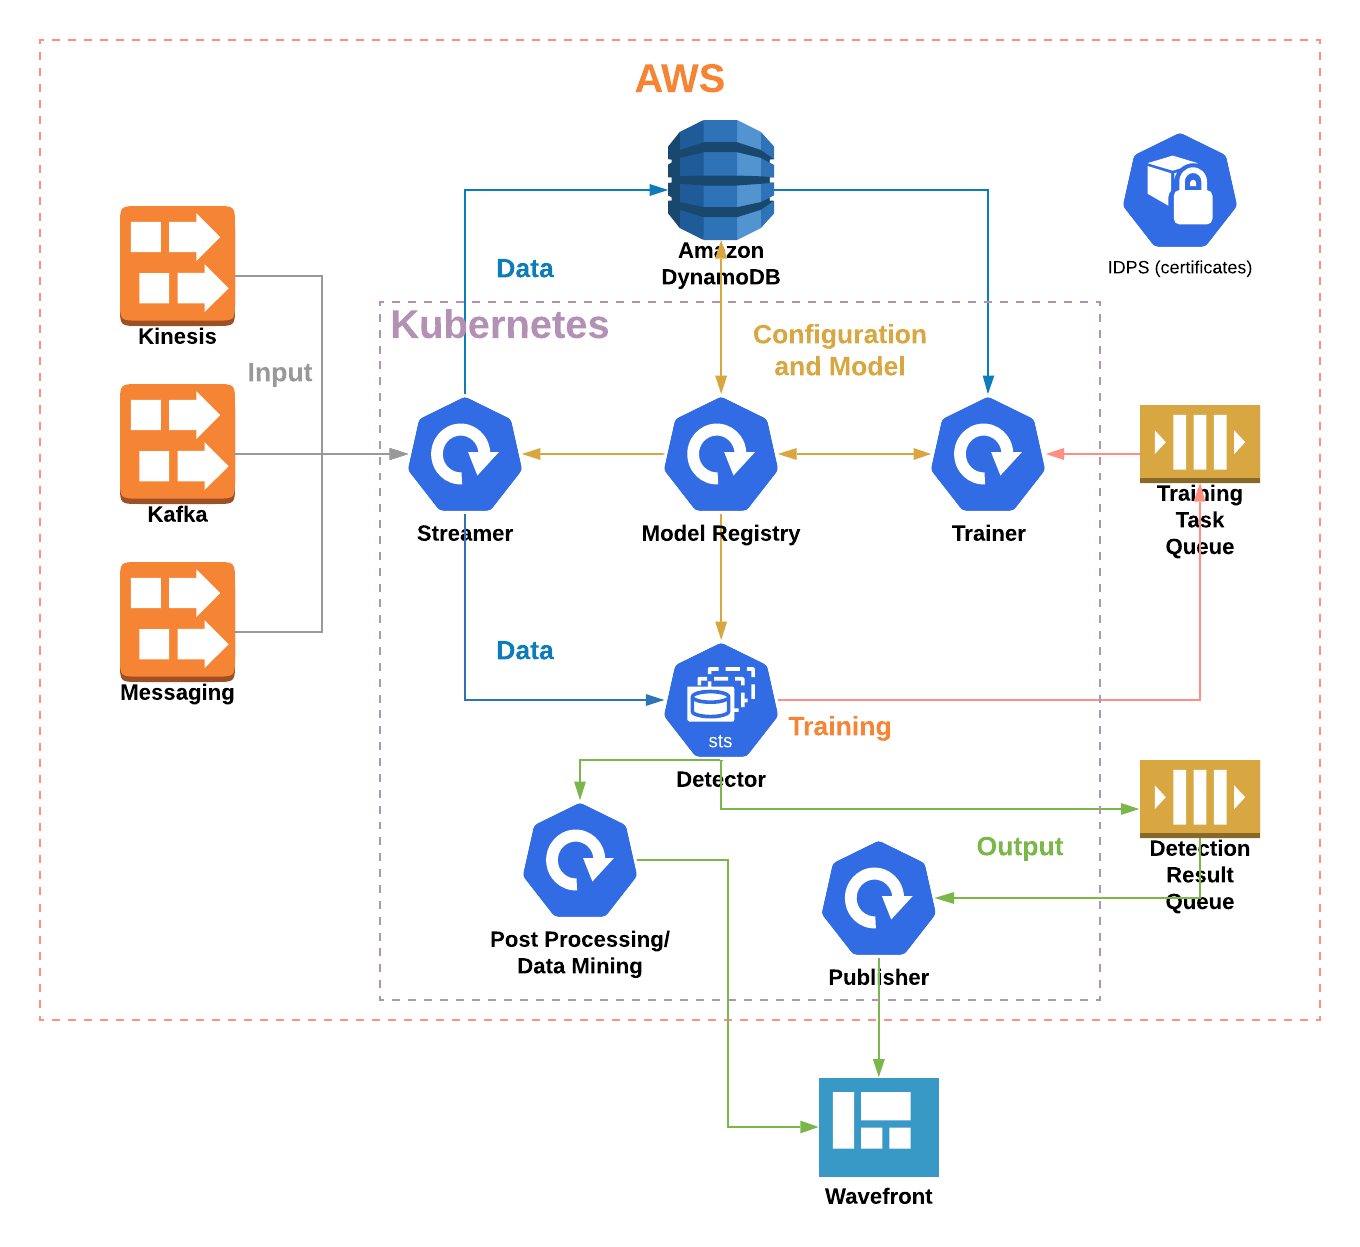 AWS
Amazon
DynamoDB
IDPS (certificates)
Data
Kinesis
Kubernetes
Configuration
and Model
Input
Kafka
Streamer
Model Registry
Trainer
Training
Task
Queue
Messaging
Data
sts
Training
Detector
Output
Detection
Result
Queue
Post Processing/
Data Mining
Publisher
Wavefront